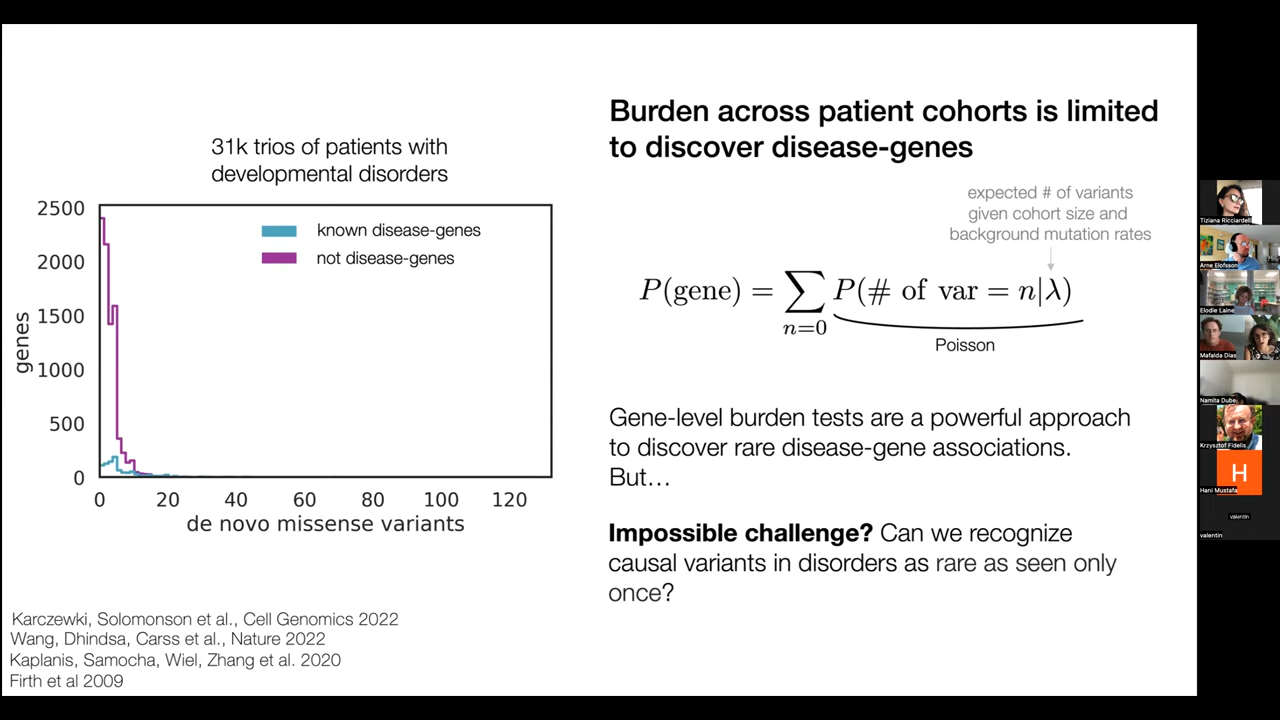 Burden across patient cohorts is limited
to discover disease-genes
31k trios of patients with
developmental disorders
2500
2000
1500
1000
500
0
genes
known disease-genes
not disease-genes
0 20 40 60 80 100 120
de novo missense variants
expected # of variants
given cohort size and
background mutation rates
P(gene) = ∑ P(# of var = n|λ)
n=0
Poisson
Gene-level burden tests are a powerful approach
to discover rare disease-gene associations.
But…
Impossible challenge? Can we recognize
causal variants in disorders as rare as seen only
once?
Karczewki, Solomonson et al., Cell Genomics 2022
Wang, Dhindsa, Carss et al., Nature 2022
Kaplanis, Samocha, Wiel, Zhang et al. 2020
Firth et al 2009
Tiziana Ricciardelli
Arne Elofsson
Elodie Laine
Mafalda Dias
Namita Dube
Krzysztof Fidelis
H
Hani Mustafa
valentin
valentin